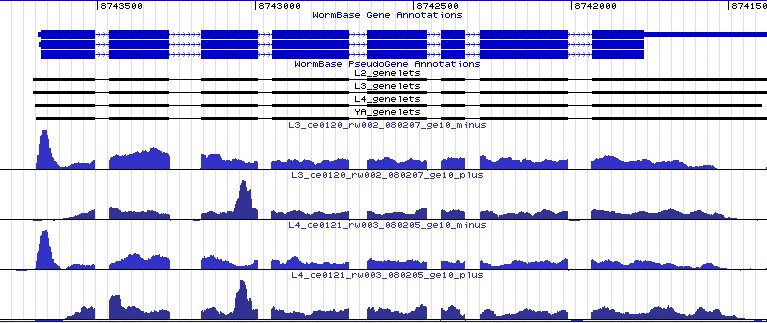 |8743500 |8743000 |8742500 |8742000 |874150
WormBase Gene Annotations
WormBase PseudoGene Annotations
L2_genelets
L3_genelets
L4_genelets
YA_genelets
L3_ce0120_rw002_080207_ge10_minus
L3_ce0120_rw002_080207_ge10_plus
L4_ce0121_rw003_080205_ge10_minus
L4_ce0121_rw003_080205_ge10_plus